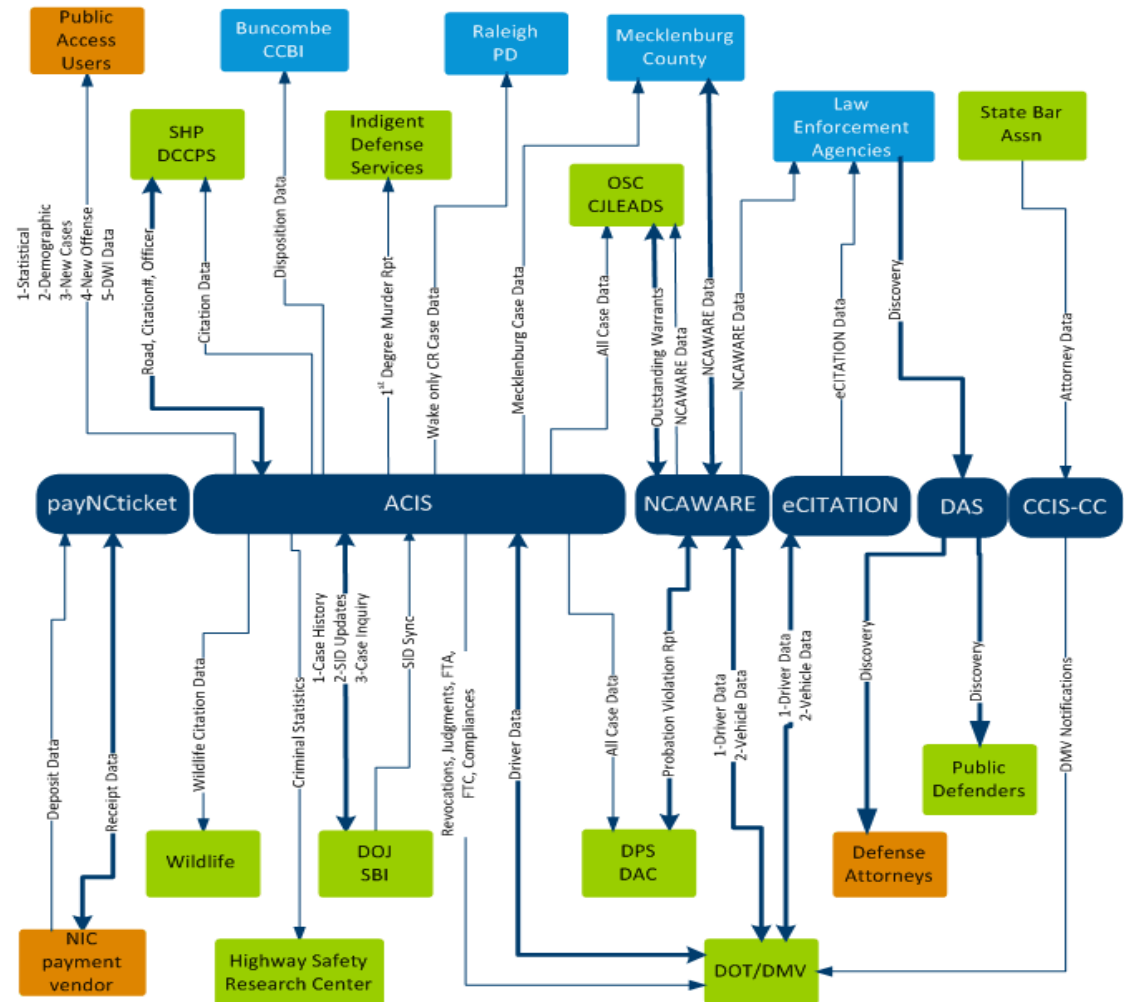 Public
Access
Users
Buncombe
CCBI
Raleigh
PD
Mecklenburg
County
SHP
DCCPS
Indigent
Defense
Services
Law
Enforcement
Agencies
State Bar
Assn
OSC
CJLEADS
1-Statistical
2-Demographic
3-New Cases
4-New Offense
5-DWI Data
Road, Citation#, Officer
Citation Data
Disposition Data
1st Degree Murder Rpt
Wake only CR Case Data
Mecklenburg Case Data
All Case Data
Outstanding Warrants
NCAWARE Data
NCAWARE Data
NCAWARE Data
eCITATION Data
Discovery
Attorney Data
payNCticket
ACIS
NCAWARE
eCITATION
DAS
CCIS-CC
Deposit Data
Receipt Data
Wildlife Citation Data
Criminal Statistics
1-Case History
2-SID Updates
3-Case Inquiry
SID Sync
Revocations, Judgments, FTA,
FTC, Compliances
Driver Data
All Case Data
Probation Violation Rpt
1-Driver Data
2-Vehicle Data
1-Driver Data
2-Vehicle Data
Discovery
Discovery
DMV Notifications
Wildlife
DOJ
SBI
DPS
DAC
Defense
Attorneys
Public
Defenders
NIC
payment
vendor
Highway Safety
Research Center
DOT/DMV